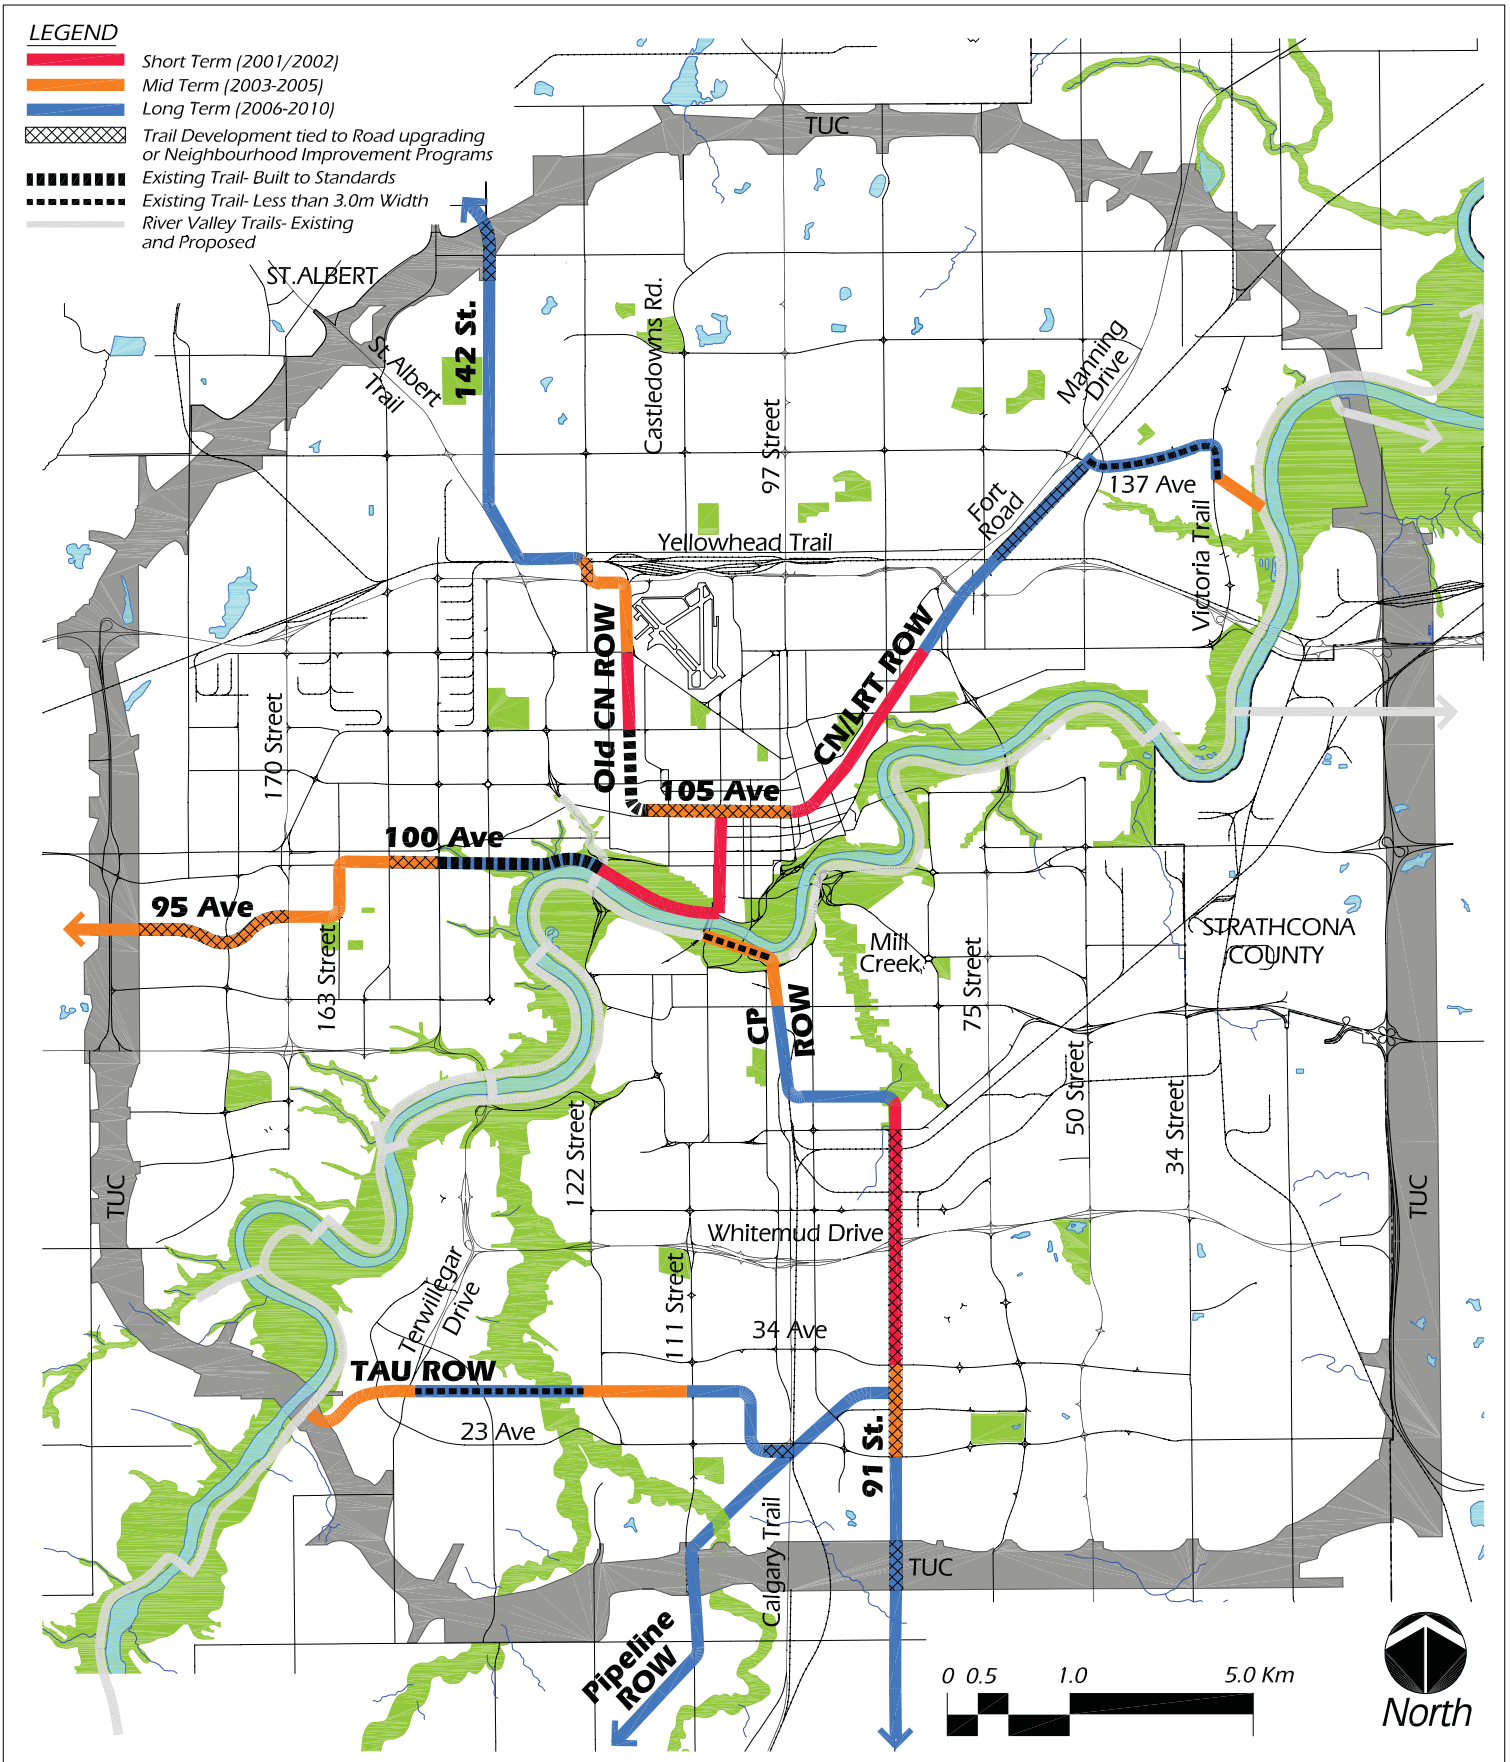 LEGEND
Short Term (2001/2002)
Mid Term (2003-2005)
Long Term (2006-2010)
Trail Development tied to Road upgrading
or Neighbourhood Improvement Programs
Existing Trail- Built to Standards
Existing Trail- Less than 3.0m Width
River Valley Trails- Existing
and Proposed
TUC
ST.ALBERT
St.Albert
Trail
142 St.
Castledowns Rd.
97 Street
Manning
Drive
Fort
Road
137 Ave
Victoria Trail
Yellowhead Trail
Old CN ROW
CN/LRT ROW
170 Street
105 Ave
100 Ave
95 Ave
163 Street
Mill
Creek
75 Street
STRATHCONA
COUNTY
CP
ROW
50 Street
34 Street
122 Street
TUC
TUC
Whitemud Drive
Terwillegar
Drive
111 Street
34 Ave
TAU ROW
23 Ave
91 St.
Calgary Trail
TUC
Pipeline
ROW
0 0.5 1.0 5.0 Km
North